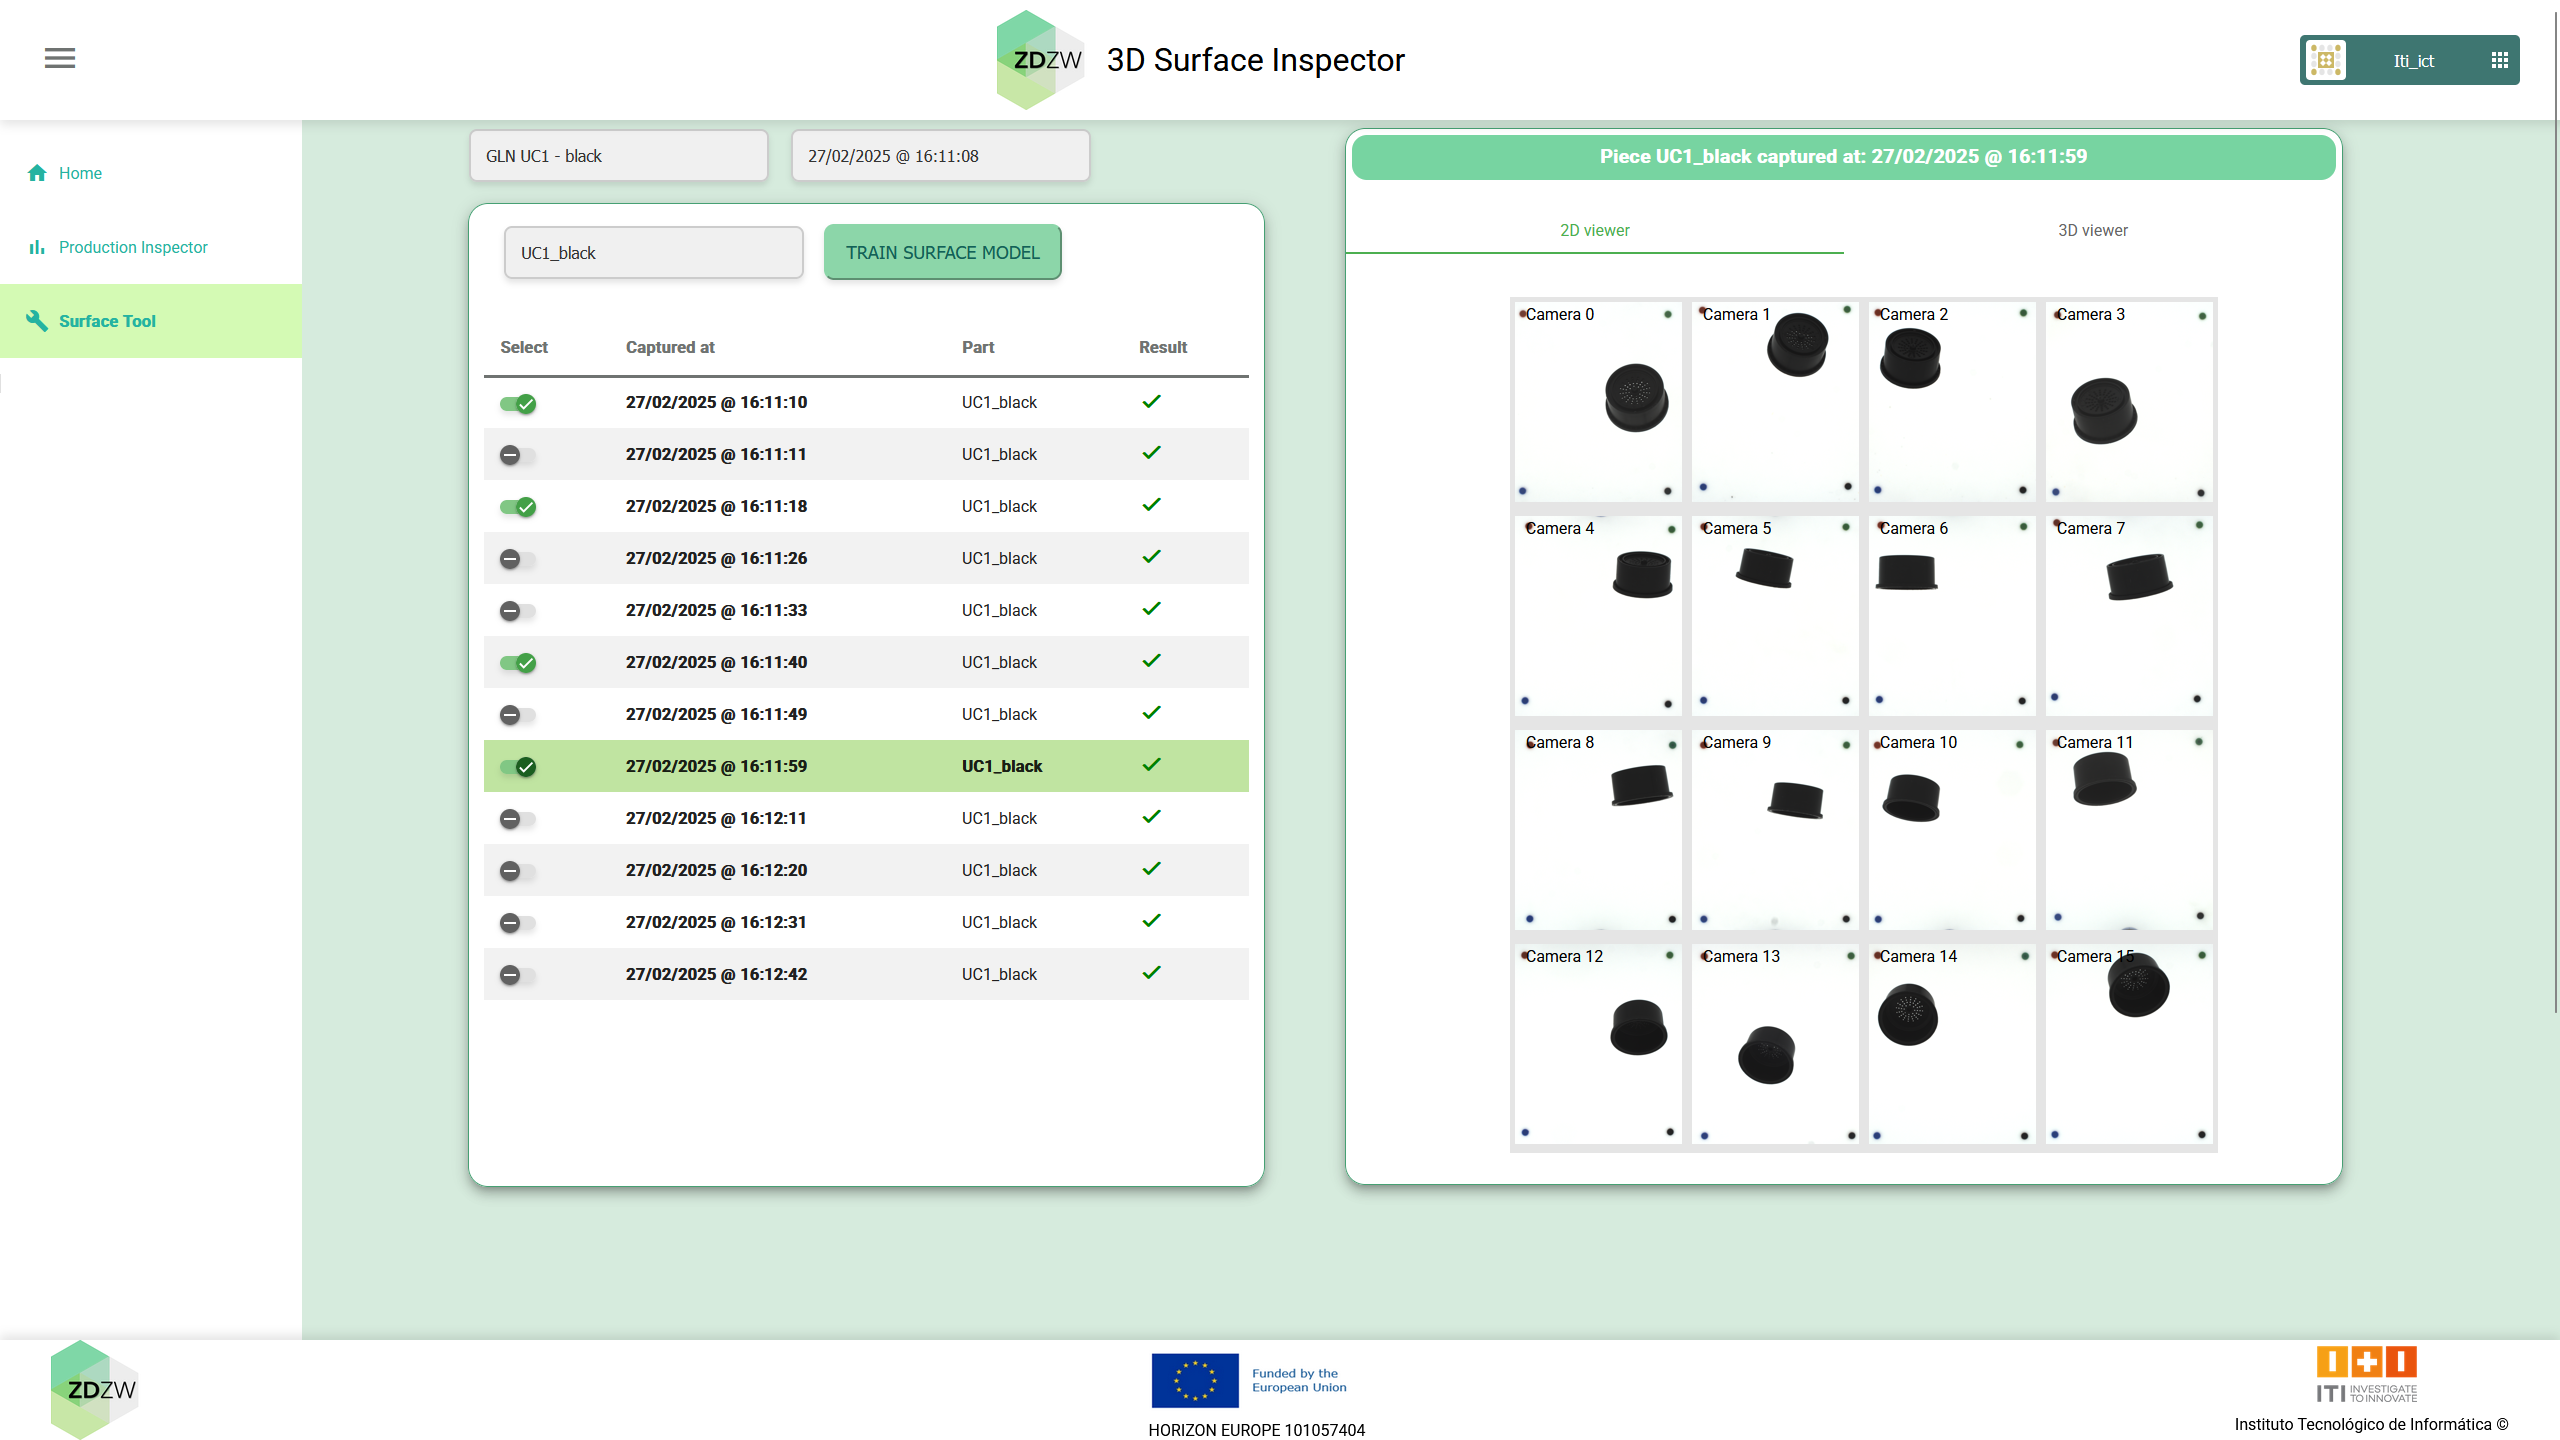 ZDZW
3D Surface Inspector
Iti_ict
Home
Production Inspector
Surface Tool
GLN UC1 - black
27/02/2025 @ 16:11:08
UC1_black
TRAIN SURFACE MODEL
Select Captured at Part Result
27/02/2025 @ 16:11:10 UC1_black
27/02/2025 @ 16:11:11 UC1_black
27/02/2025 @ 16:11:18 UC1_black
27/02/2025 @ 16:11:26 UC1_black
27/02/2025 @ 16:11:33 UC1_black
27/02/2025 @ 16:11:40 UC1_black
27/02/2025 @ 16:11:49 UC1_black
27/02/2025 @ 16:11:59 UC1_black
27/02/2025 @ 16:12:11 UC1_black
27/02/2025 @ 16:12:20 UC1_black
27/02/2025 @ 16:12:31 UC1_black
27/02/2025 @ 16:12:42 UC1_black
Piece UC1_black captured at: 27/02/2025 @ 16:11:59
2D viewer 3D viewer
Camera 0 Camera 1 Camera 2 Camera 3
Camera 4 Camera 5 Camera 6 Camera 7
Camera 8 Camera 9 Camera 10 Camera 11
Camera 12 Camera 13 Camera 14 Camera 15
ZDZW
Funded by the
European Union
HORIZON EUROPE 101057404
ITI INVESTIGATE
TO INNOVATE
Instituto Tecnológico de Informática ©